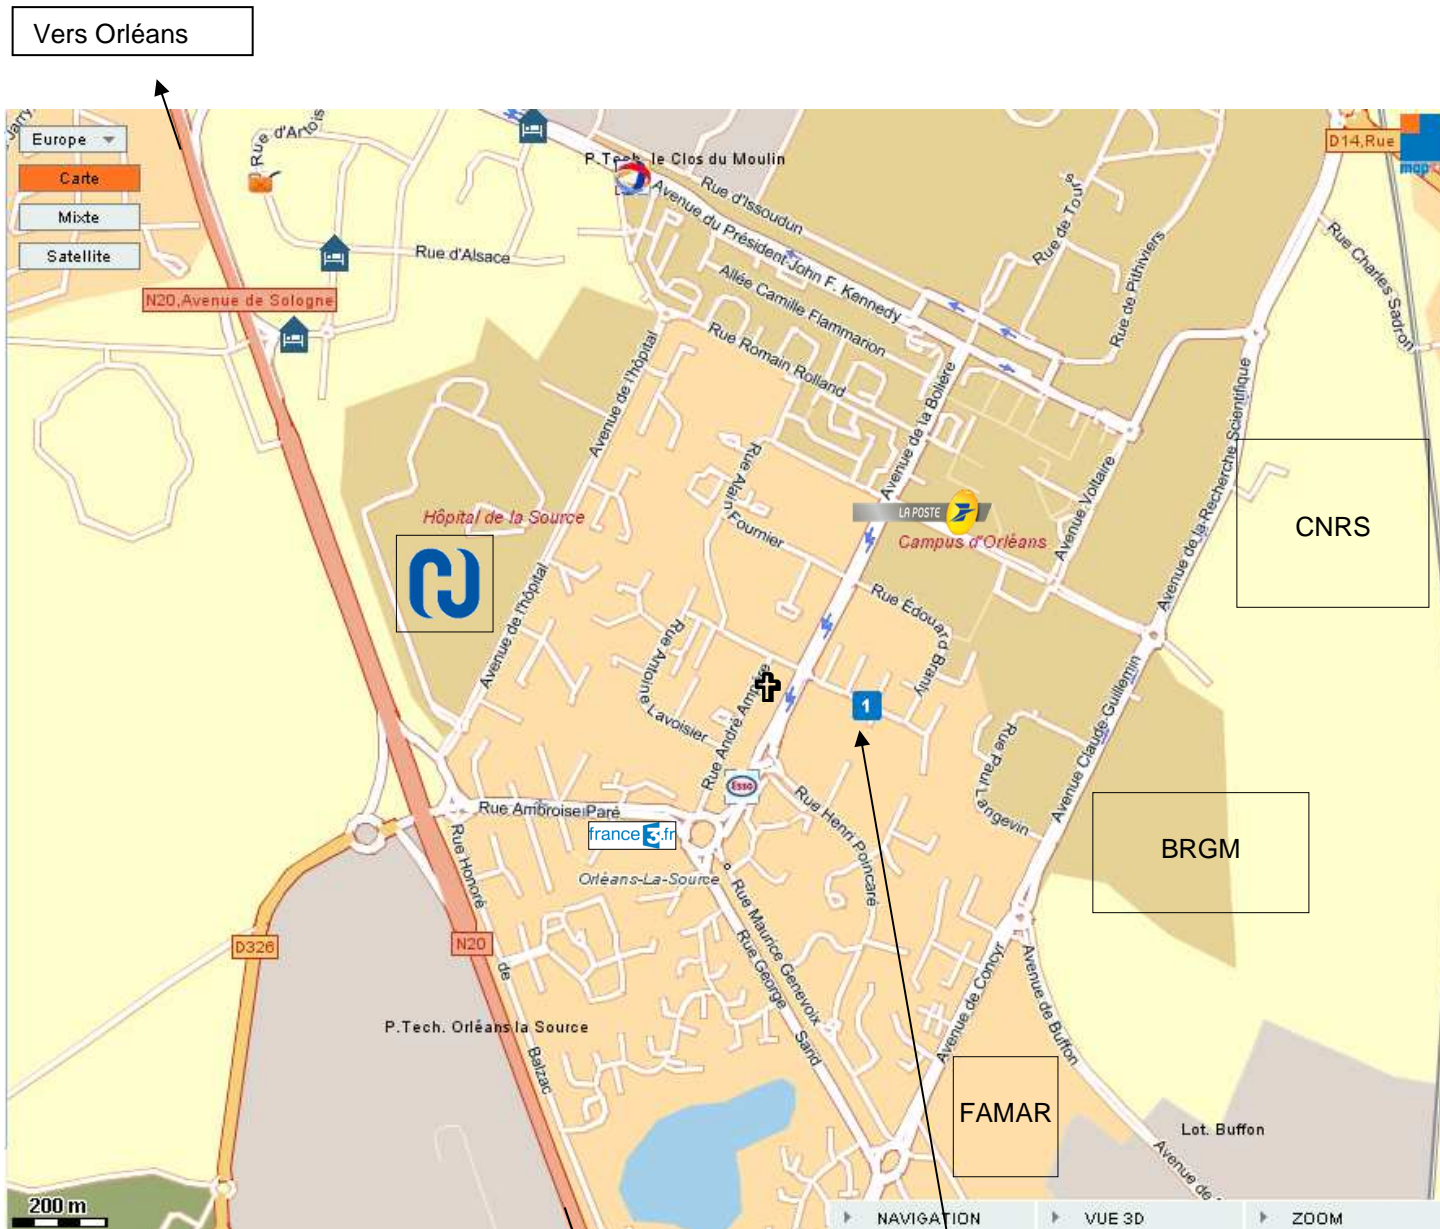 Vers Orléans
Jarry
Rue d'Artois
Europe
Carte
Mixte
Satellite
P.Tech. le Clos du Moulin
D14,Rue
map
Rue d'Issoudun
Avenue du Président-John F. Kennedy
Rue de Tours
Rue de Pithiviers
Rue Charles Sadron
Rue d'Alsace
N20,Avenue de Sologne
Allée Camille Flammarion
Rue Romain Rolland
Avenue de l'hôpital
Avenue de la Bolière
Avenue de la Recherche Scientifique
Avenue Voltaire
Rue Alain Fournier
Hôpital de la Source
LA POSTE
Campus d'Orléans
CNRS
Avenue de l'hôpital
Rue Édouard Branly
Rue Antoine Lavoisier
Rue André Ampère
1
Avenue Claude-Guillemin
Rue Paul Langevin
Esso
Rue Ambroise Paré
france 3.fr
Rue Henri Poincaré
BRGM
Orléans-La-Source
Rue Honoré de Balzac
D326
N20
Rue Maurice Genevoix
Rue George Sand
Avenue de Concyr
Avenue de Buffon
P.Tech. Orléans la Source
FAMAR
Lot. Buffon
Avenue de
200 m
NAVIGATION
VUE 3D
ZOOM